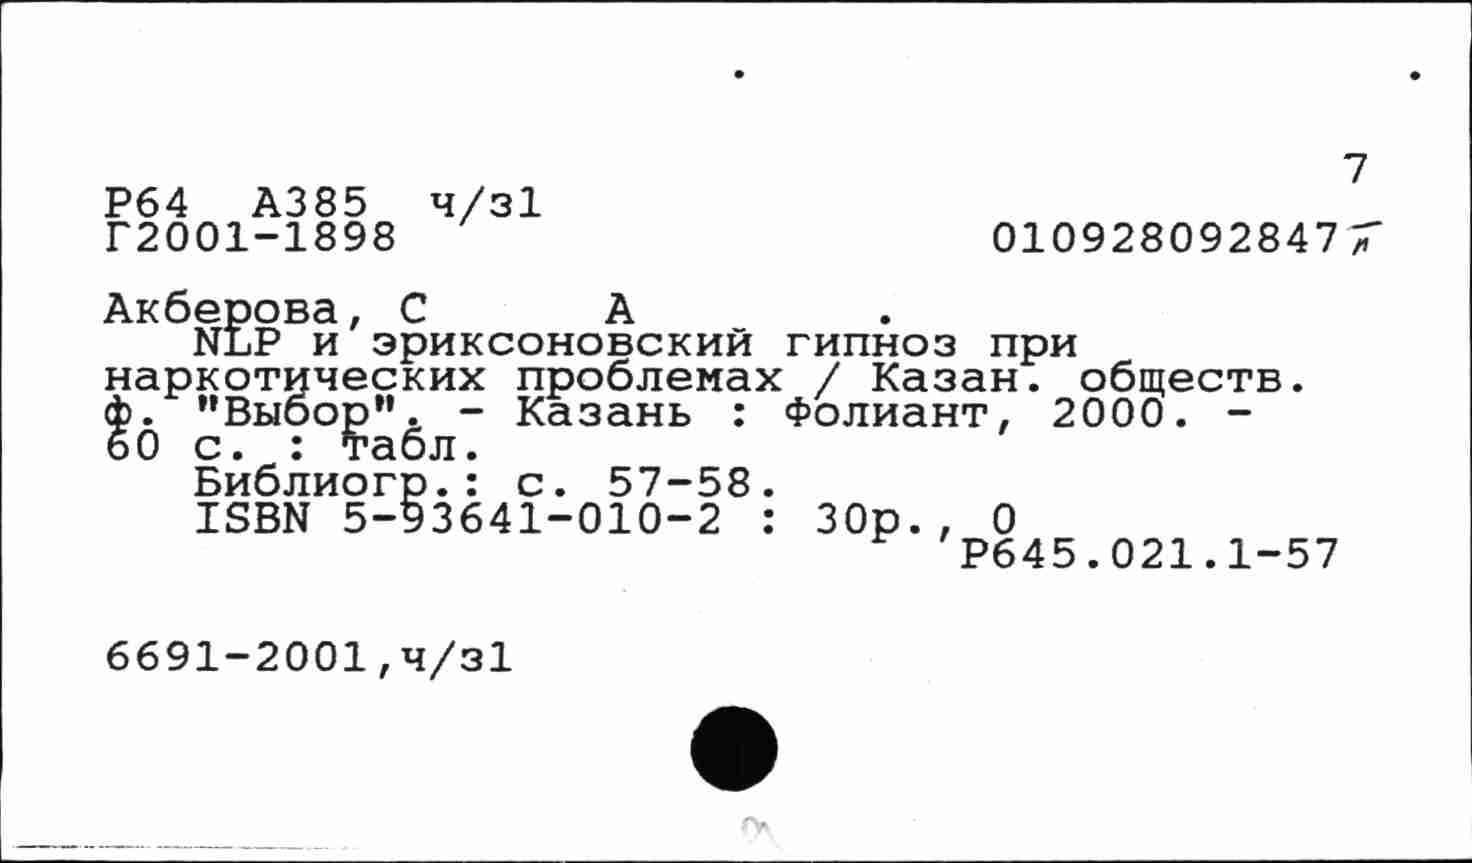 7
Р64 А385 ч/з1
Г2001-1898 010928092847
Акберова, С А .
NLP и эриксоновский гипноз при
наркотических проблемах / Казан. обществ.
ф. "Выбор". - Казань : Фолиант, 2000. -
60 с. : табл.
Библиогр.: с. 57-58.
ISBN 5-93641-010-2 : 30р., 0
Р645.021.1-57
6691-2001,ч/з1